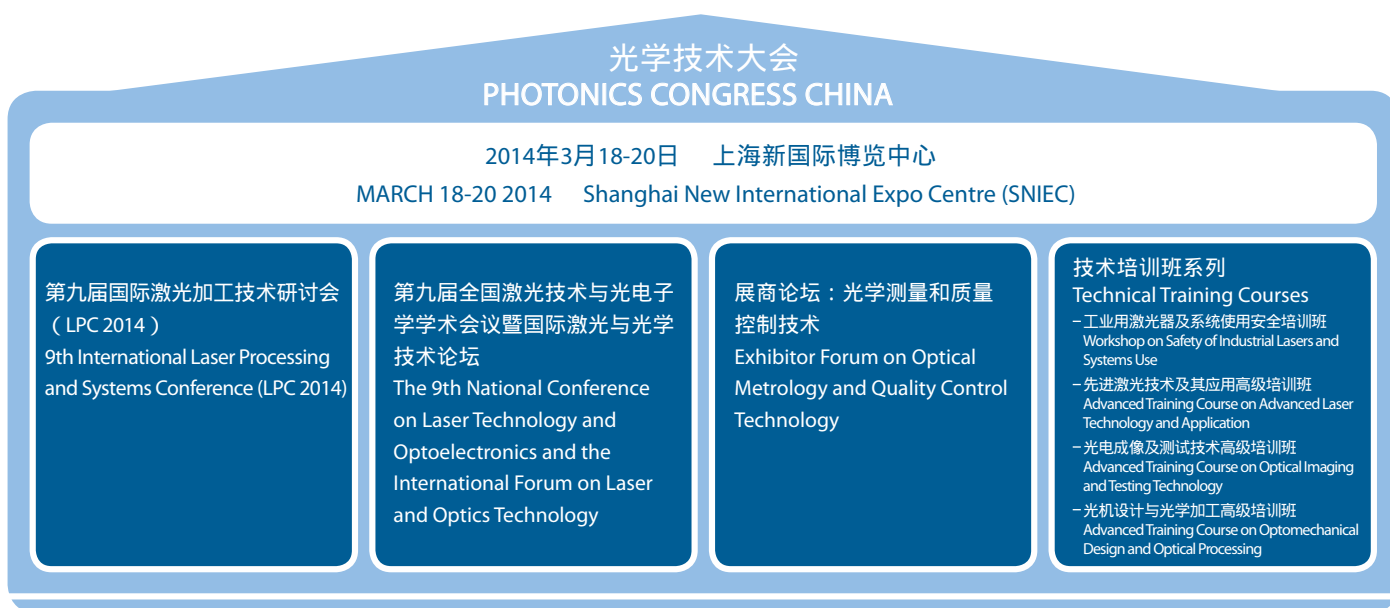 光学技术大会
PHOTONICS CONGRESS CHINA
2014年3月18-20日 上海新国际博览中心
MARCH 18-20 2014 Shanghai New International Expo Centre (SNIEC)
第九届国际激光加工技术研讨会
（LPC 2014）
9th International Laser Processing
and Systems Conference (LPC 2014)
第九届全国激光技术与光电子
学学术会议暨国际激光与光学
技术论坛
The 9th National Conference
on Laser Technology and
Optoelectronics and the
International Forum on Laser
and Optics Technology
展商论坛：光学测量和质量
控制技术
Exhibitor Forum on Optical
Metrology and Quality Control
Technology
技术培训班系列
Technical Training Courses
–工业用激光器及系统使用安全培训班
Workshop on Safety of Industrial Lasers and
Systems Use
–先进激光技术及其应用高级培训班
Advanced Training Course on Advanced Laser
Technology and Application
–光电成像及测试技术高级培训班
Advanced Training Course on Optical Imaging
and Testing Technology
–光机设计与光学加工高级培训班
Advanced Training Course on Optomechanical
Design and Optical Processing